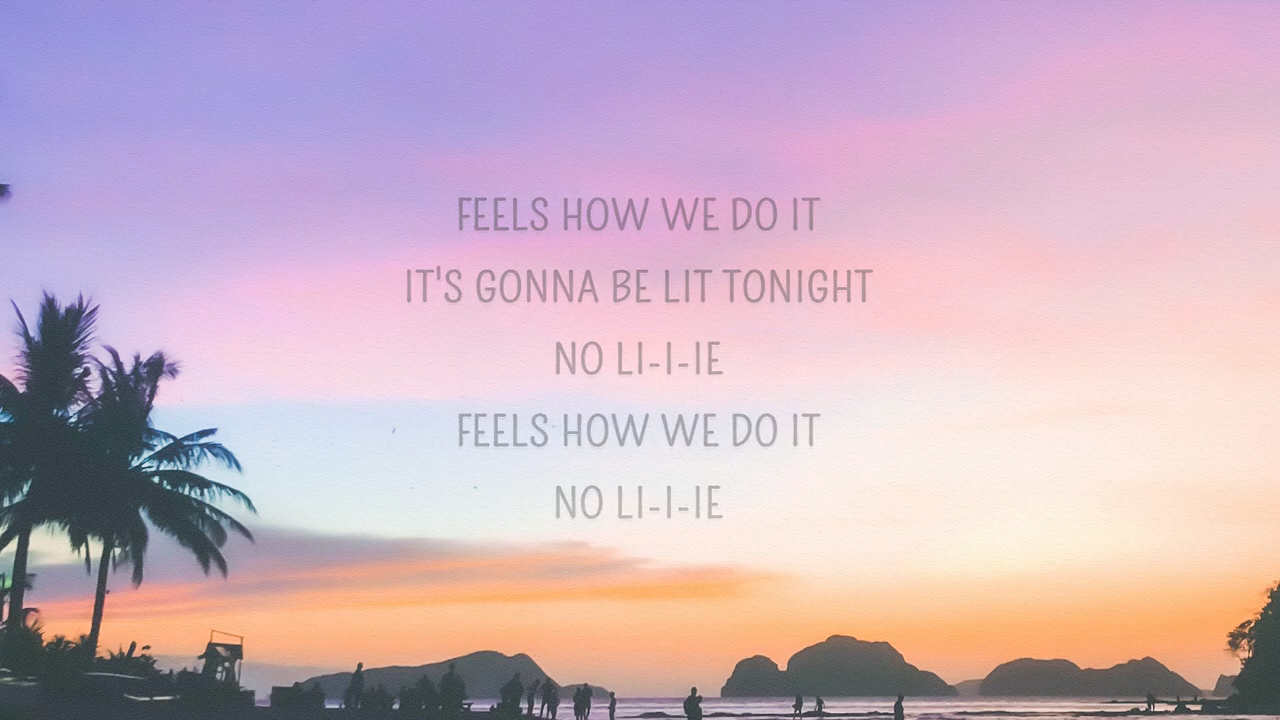 FEELS HOW WE DO IT
IT'S GONNA BE LIT TONIGHT
NO LI-I-IE
FEELS HOW WE DO IT
NO LI-I-IE